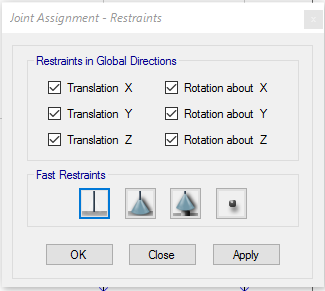 Joint Assignment - Restraints
Restraints in Global Directions
Translation X Rotation about X
Translation Y Rotation about Y
Translation Z Rotation about Z
Fast Restraints
OK Close Apply